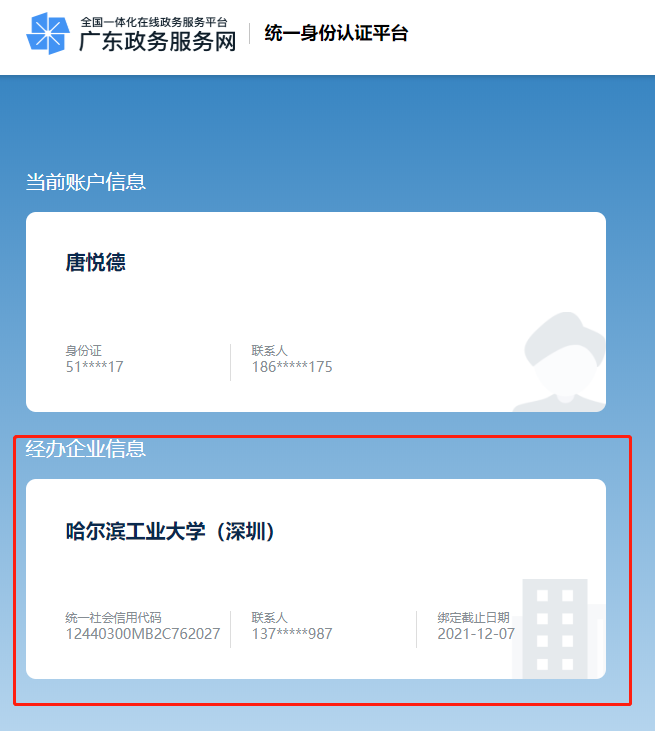 全国一体化在线政务服务平台
广东政务服务网
统一身份认证平台
当前账户信息
唐悦德
身份证
联系人
51****17
186*****175
经办企业信息
哈尔滨工业大学（深圳）
统一社会信用代码
联系人
绑定截止日期
12440300MB2C762027
137*****987
2021-12-07